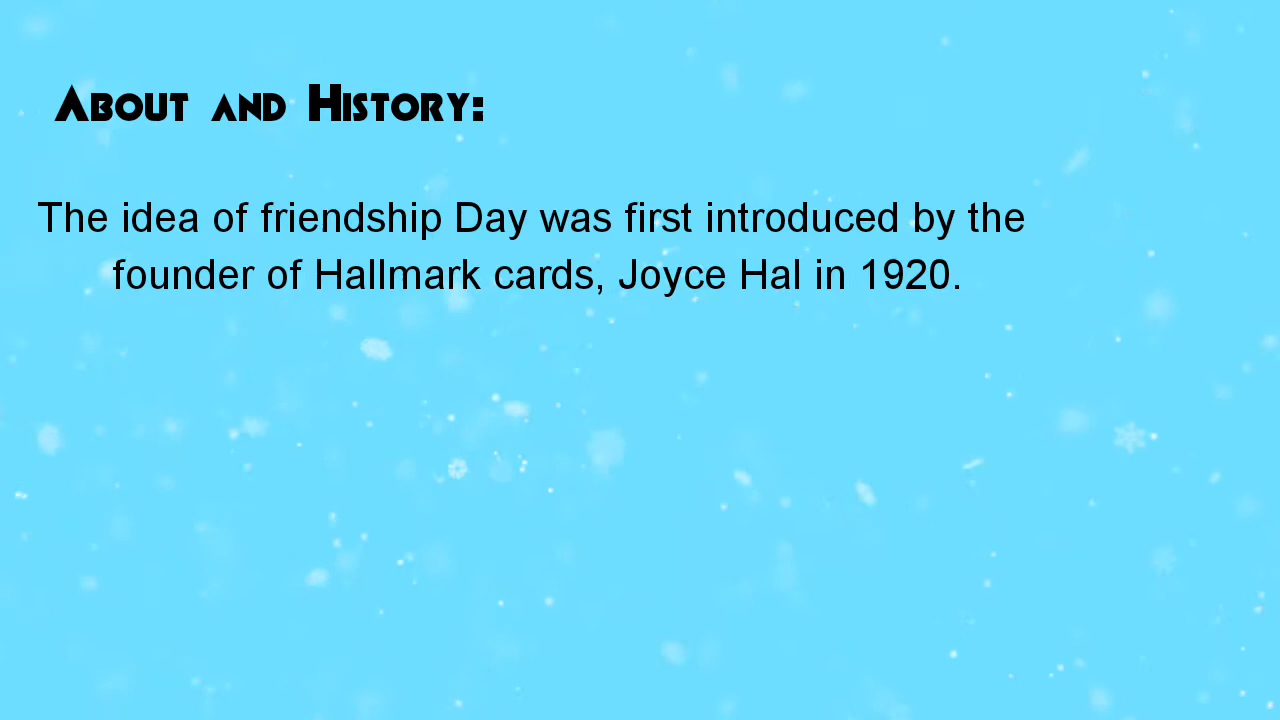 About and History:
The idea of friendship Day was first introduced by the
founder of Hallmark cards, Joyce Hal in 1920.